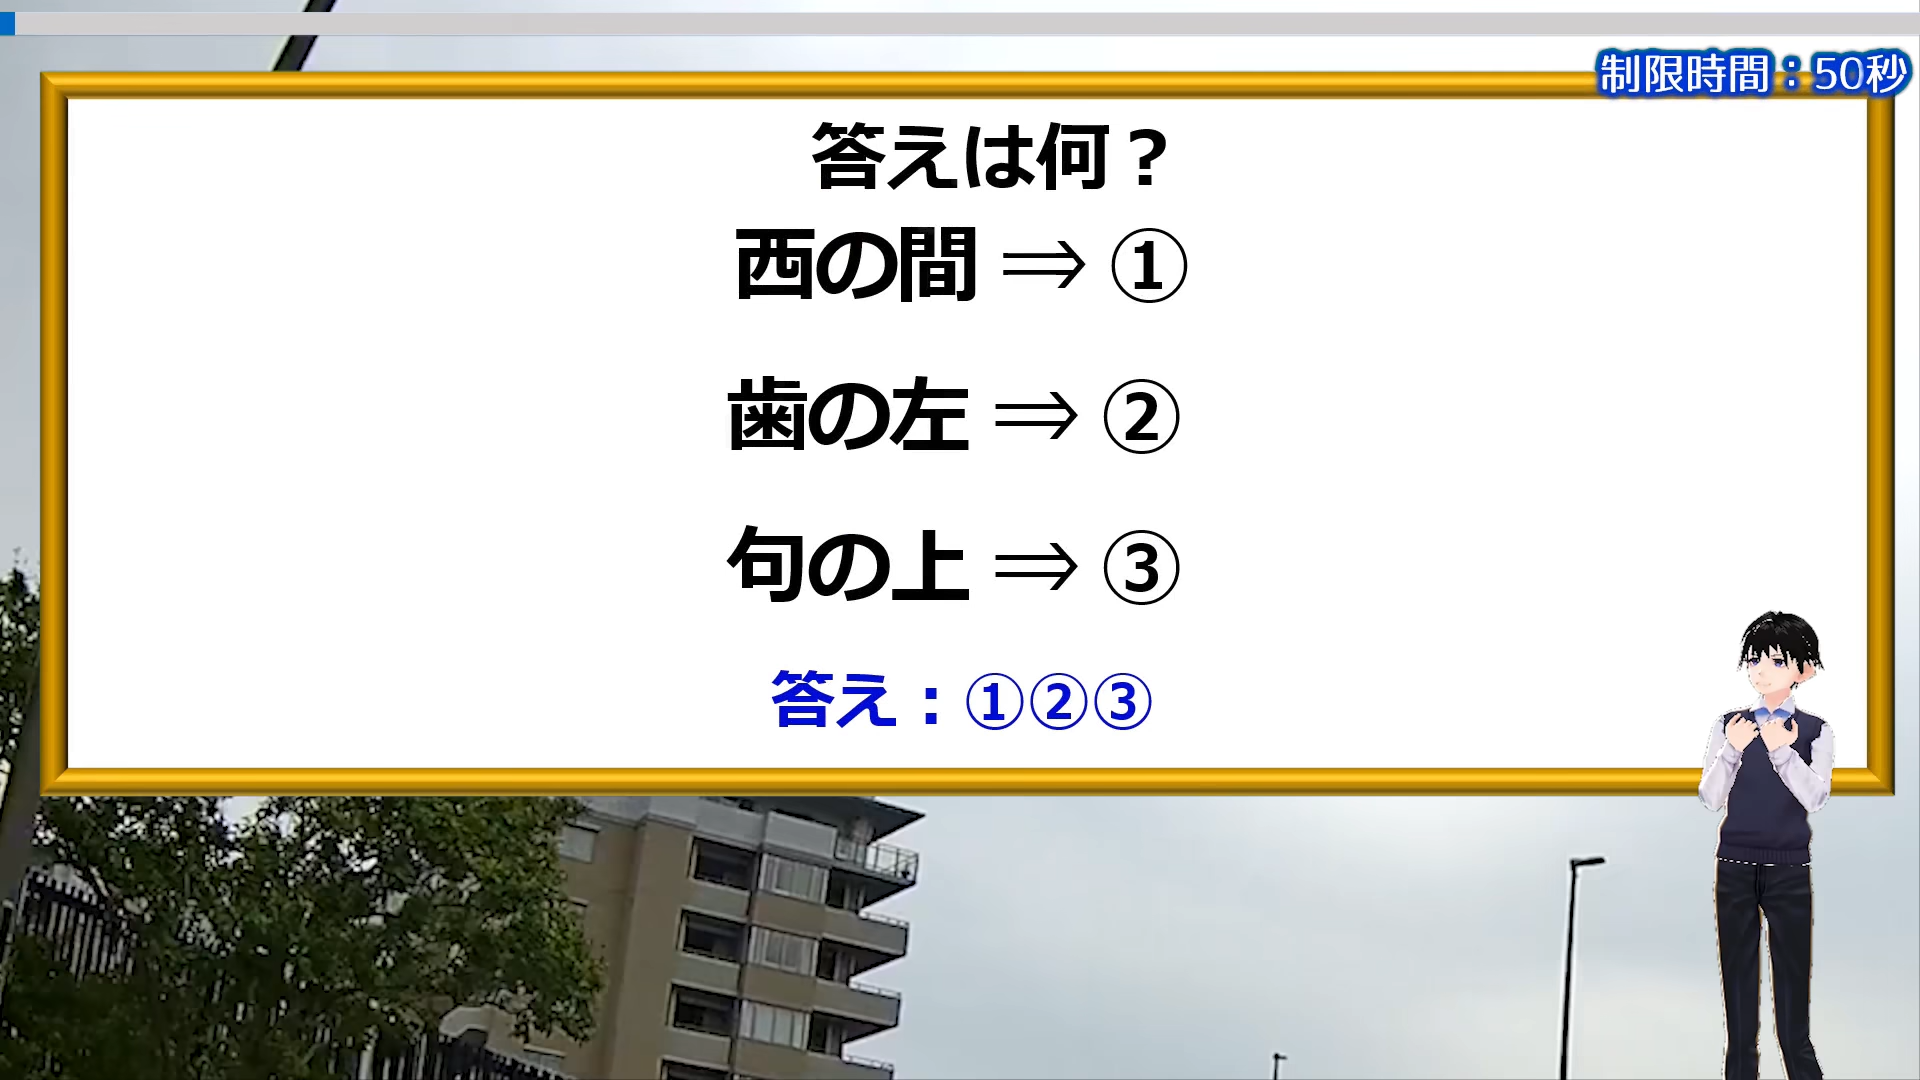 制限時間：50秒
答えは何？
西の間 ⇒ ①
歯の左 ⇒ ②
句の上 ⇒ ③
答え：①②③